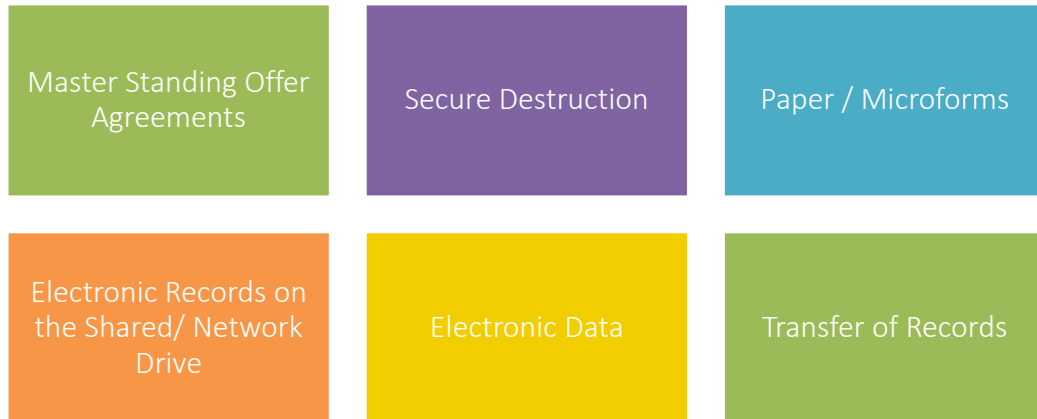 Master Standing Offer
Agreements
Secure Destruction
Paper / Microforms
Electronic Records on
the Shared/ Network
Drive
Electronic Data
Transfer of Records